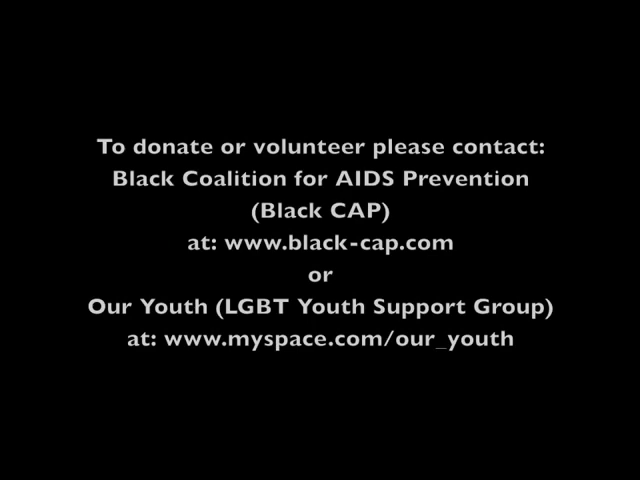 To donate or volunteer please contact:
Black Coalition for AIDS Prevention
(Black CAP)
at: www.black-cap.com
or
Our Youth (LGBT Youth Support Group)
at: www.myspace.com/our_youth